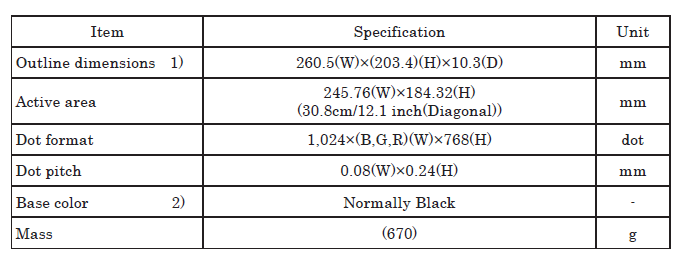 Item Specification Unit
Outline dimensions 1) 260.5(W)×(203.4)(H)×10.3(D) mm
Active area 245.76(W)×184.32(H) mm
(30.8cm/12.1 inch(Diagonal))
Dot format 1,024×(B,G,R)(W)×768(H) dot
Dot pitch 0.08(W)×0.24(H) mm
Base color 2) Normally Black -
Mass (670) g